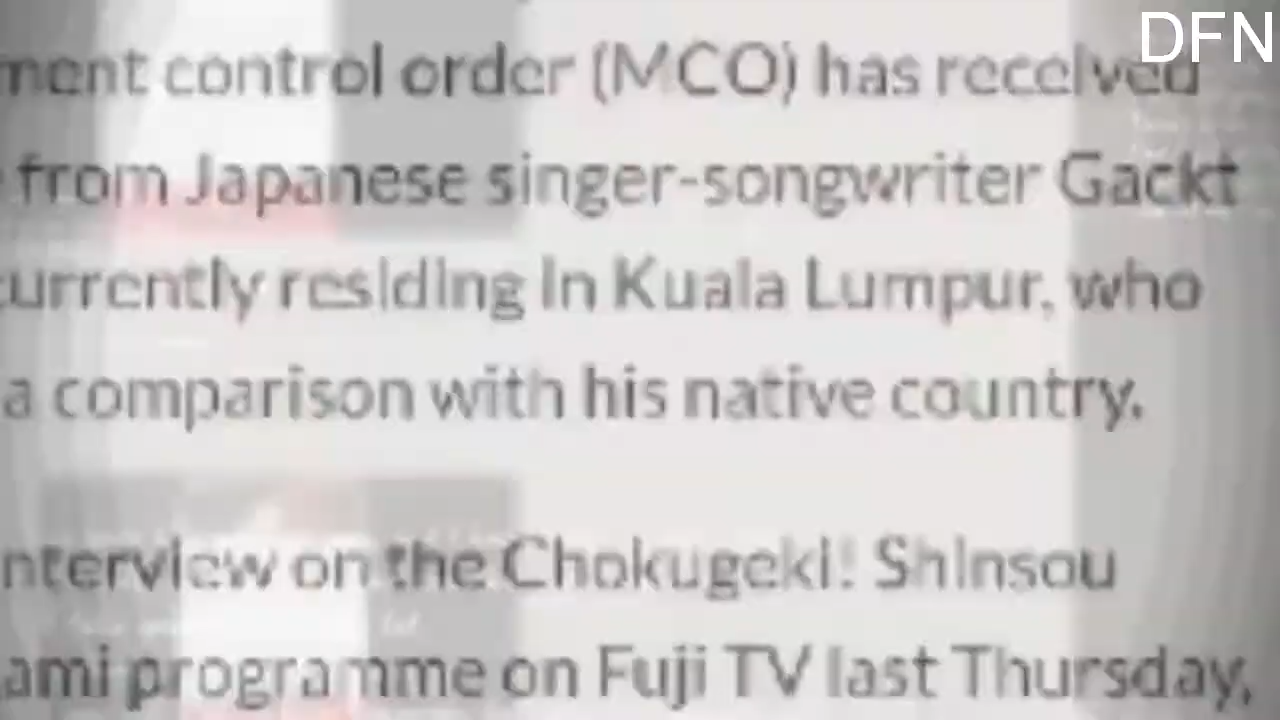 DFN
ment control order (MCO) has received
from Japanese singer-songwriter Gackt
currently residing in Kuala Lumpur, who
a comparison with his native country.
nterview on the Chokugeki! Shinsou
ami programme on Fuji TV last Thursday,